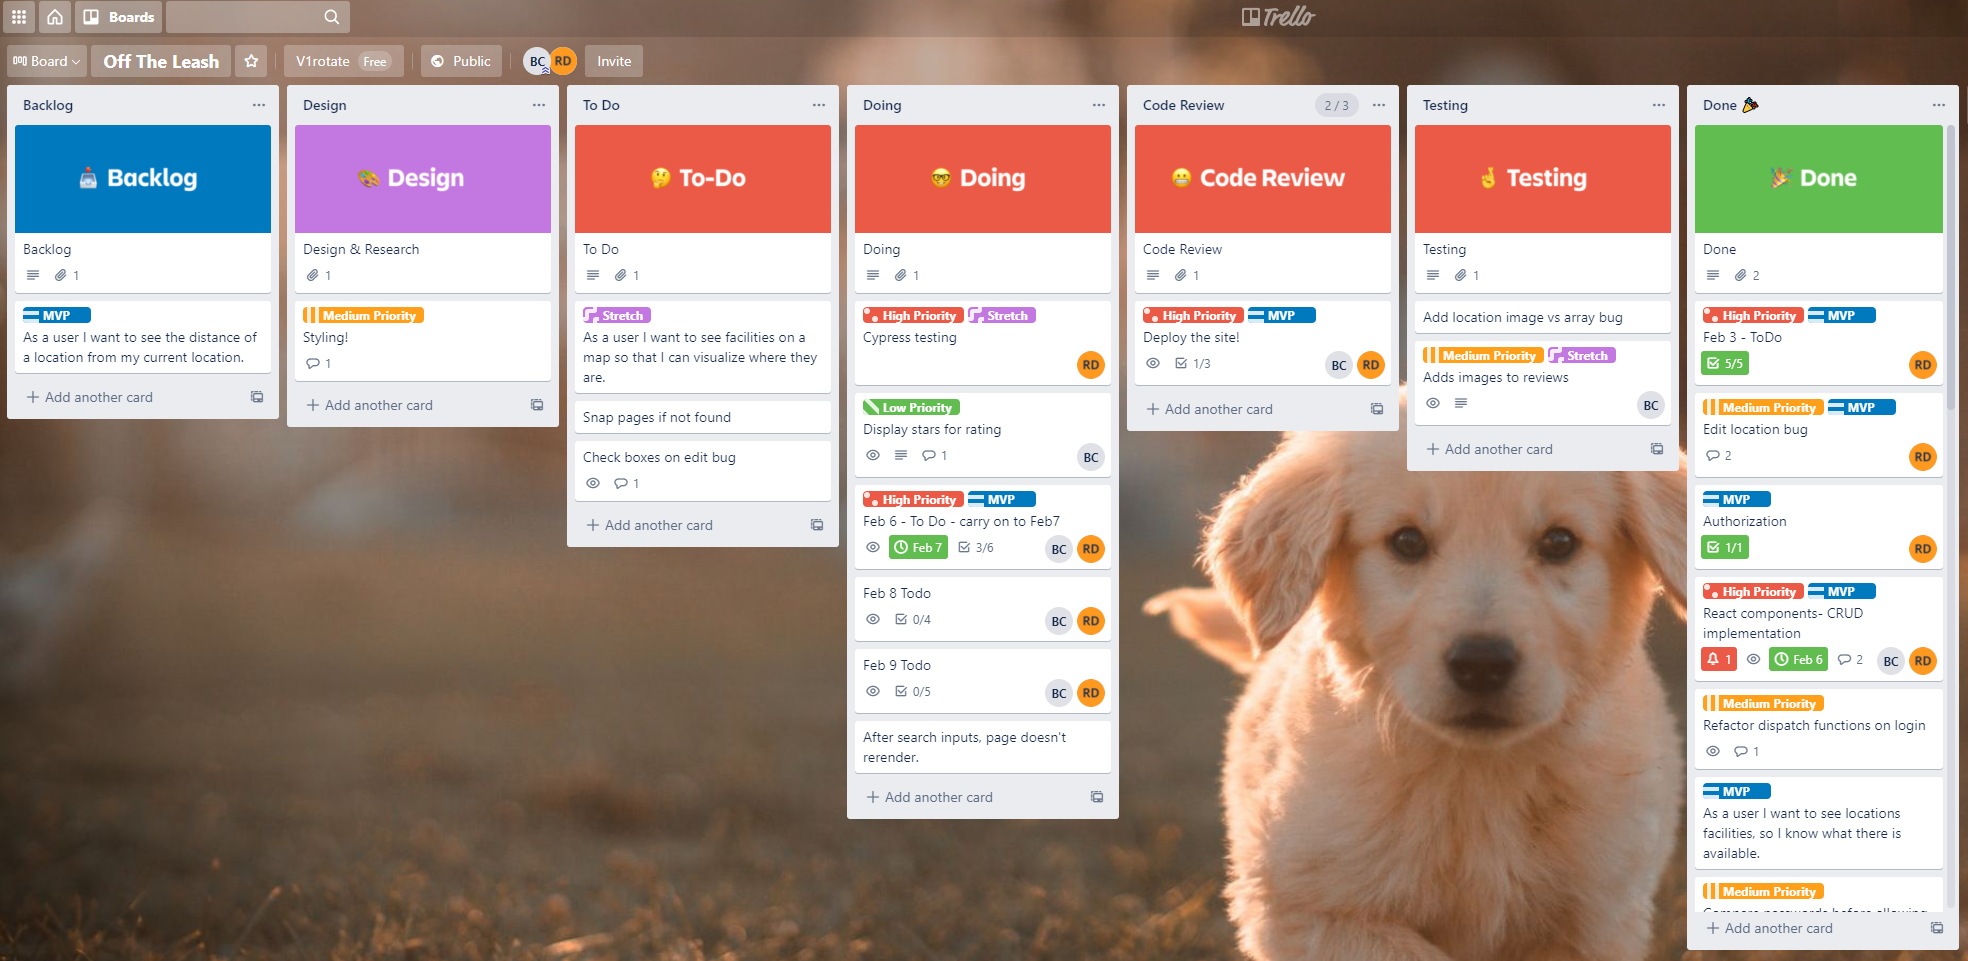 Boards
Trello
Board
Off The Leash
V1rotate Free
Public
BC RD
Invite
Backlog
Backlog
Backlog
1
MVP
As a user I want to see the distance of
a location from my current location.
+ Add another card
Design
Design
Design & Research
1
Medium Priority
Styling!
1
+ Add another card
To Do
To-Do
To Do
1
Stretch
As a user I want to see facilities on a
map so that I can visualize where they
are.
Snap pages if not found
Check boxes on edit bug
1
+ Add another card
Doing
Doing
Doing
1
High Priority Stretch
Cypress testing
RD
Low Priority
Display stars for rating
1 BC
High Priority MVP
Feb 6 - To Do - carry on to Feb7
Feb 7 3/6 BC RD
Feb 8 Todo
0/4 BC RD
Feb 9 Todo
0/5 BC RD
After search inputs, page doesn't
rerender.
+ Add another card
Code Review 2 / 3
Code Review
Code Review
1
High Priority MVP
Deploy the site!
1/3 BC RD
+ Add another card
Testing
Testing
Testing
1
Add location image vs array bug
Medium Priority Stretch
Adds images to reviews
BC
+ Add another card
Done
Done
Done
2
High Priority MVP
Feb 3 - ToDo
5/5 RD
Medium Priority MVP
Edit location bug
2 RD
MVP
Authorization
1/1 RD
High Priority MVP
React components- CRUD
implementation
1 Feb 6 2 BC RD
Medium Priority
Refactor dispatch functions on login
1
MVP
As a user I want to see locations
facilities, so I know what there is
available.
Medium Priority
+ Add another card